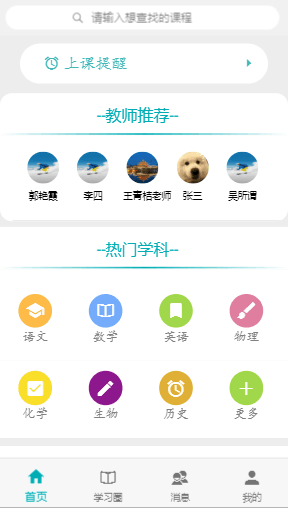 请输入想查找的课程
上课提醒
--教师推荐--
郭艳霞 李四 王青桔老师 张三 吴所谓
--热门学科--
语文 数学 英语 物理
化学 生物 历史 更多
首页 学习圈 消息 我的